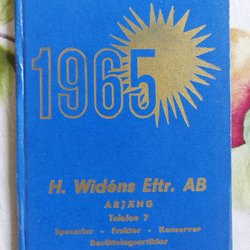 1965
H. Widéns Eftr. AB
ARJÄNG
Telefon 7
Specerier - Frukter - Konserver
Bosättningsartiklar